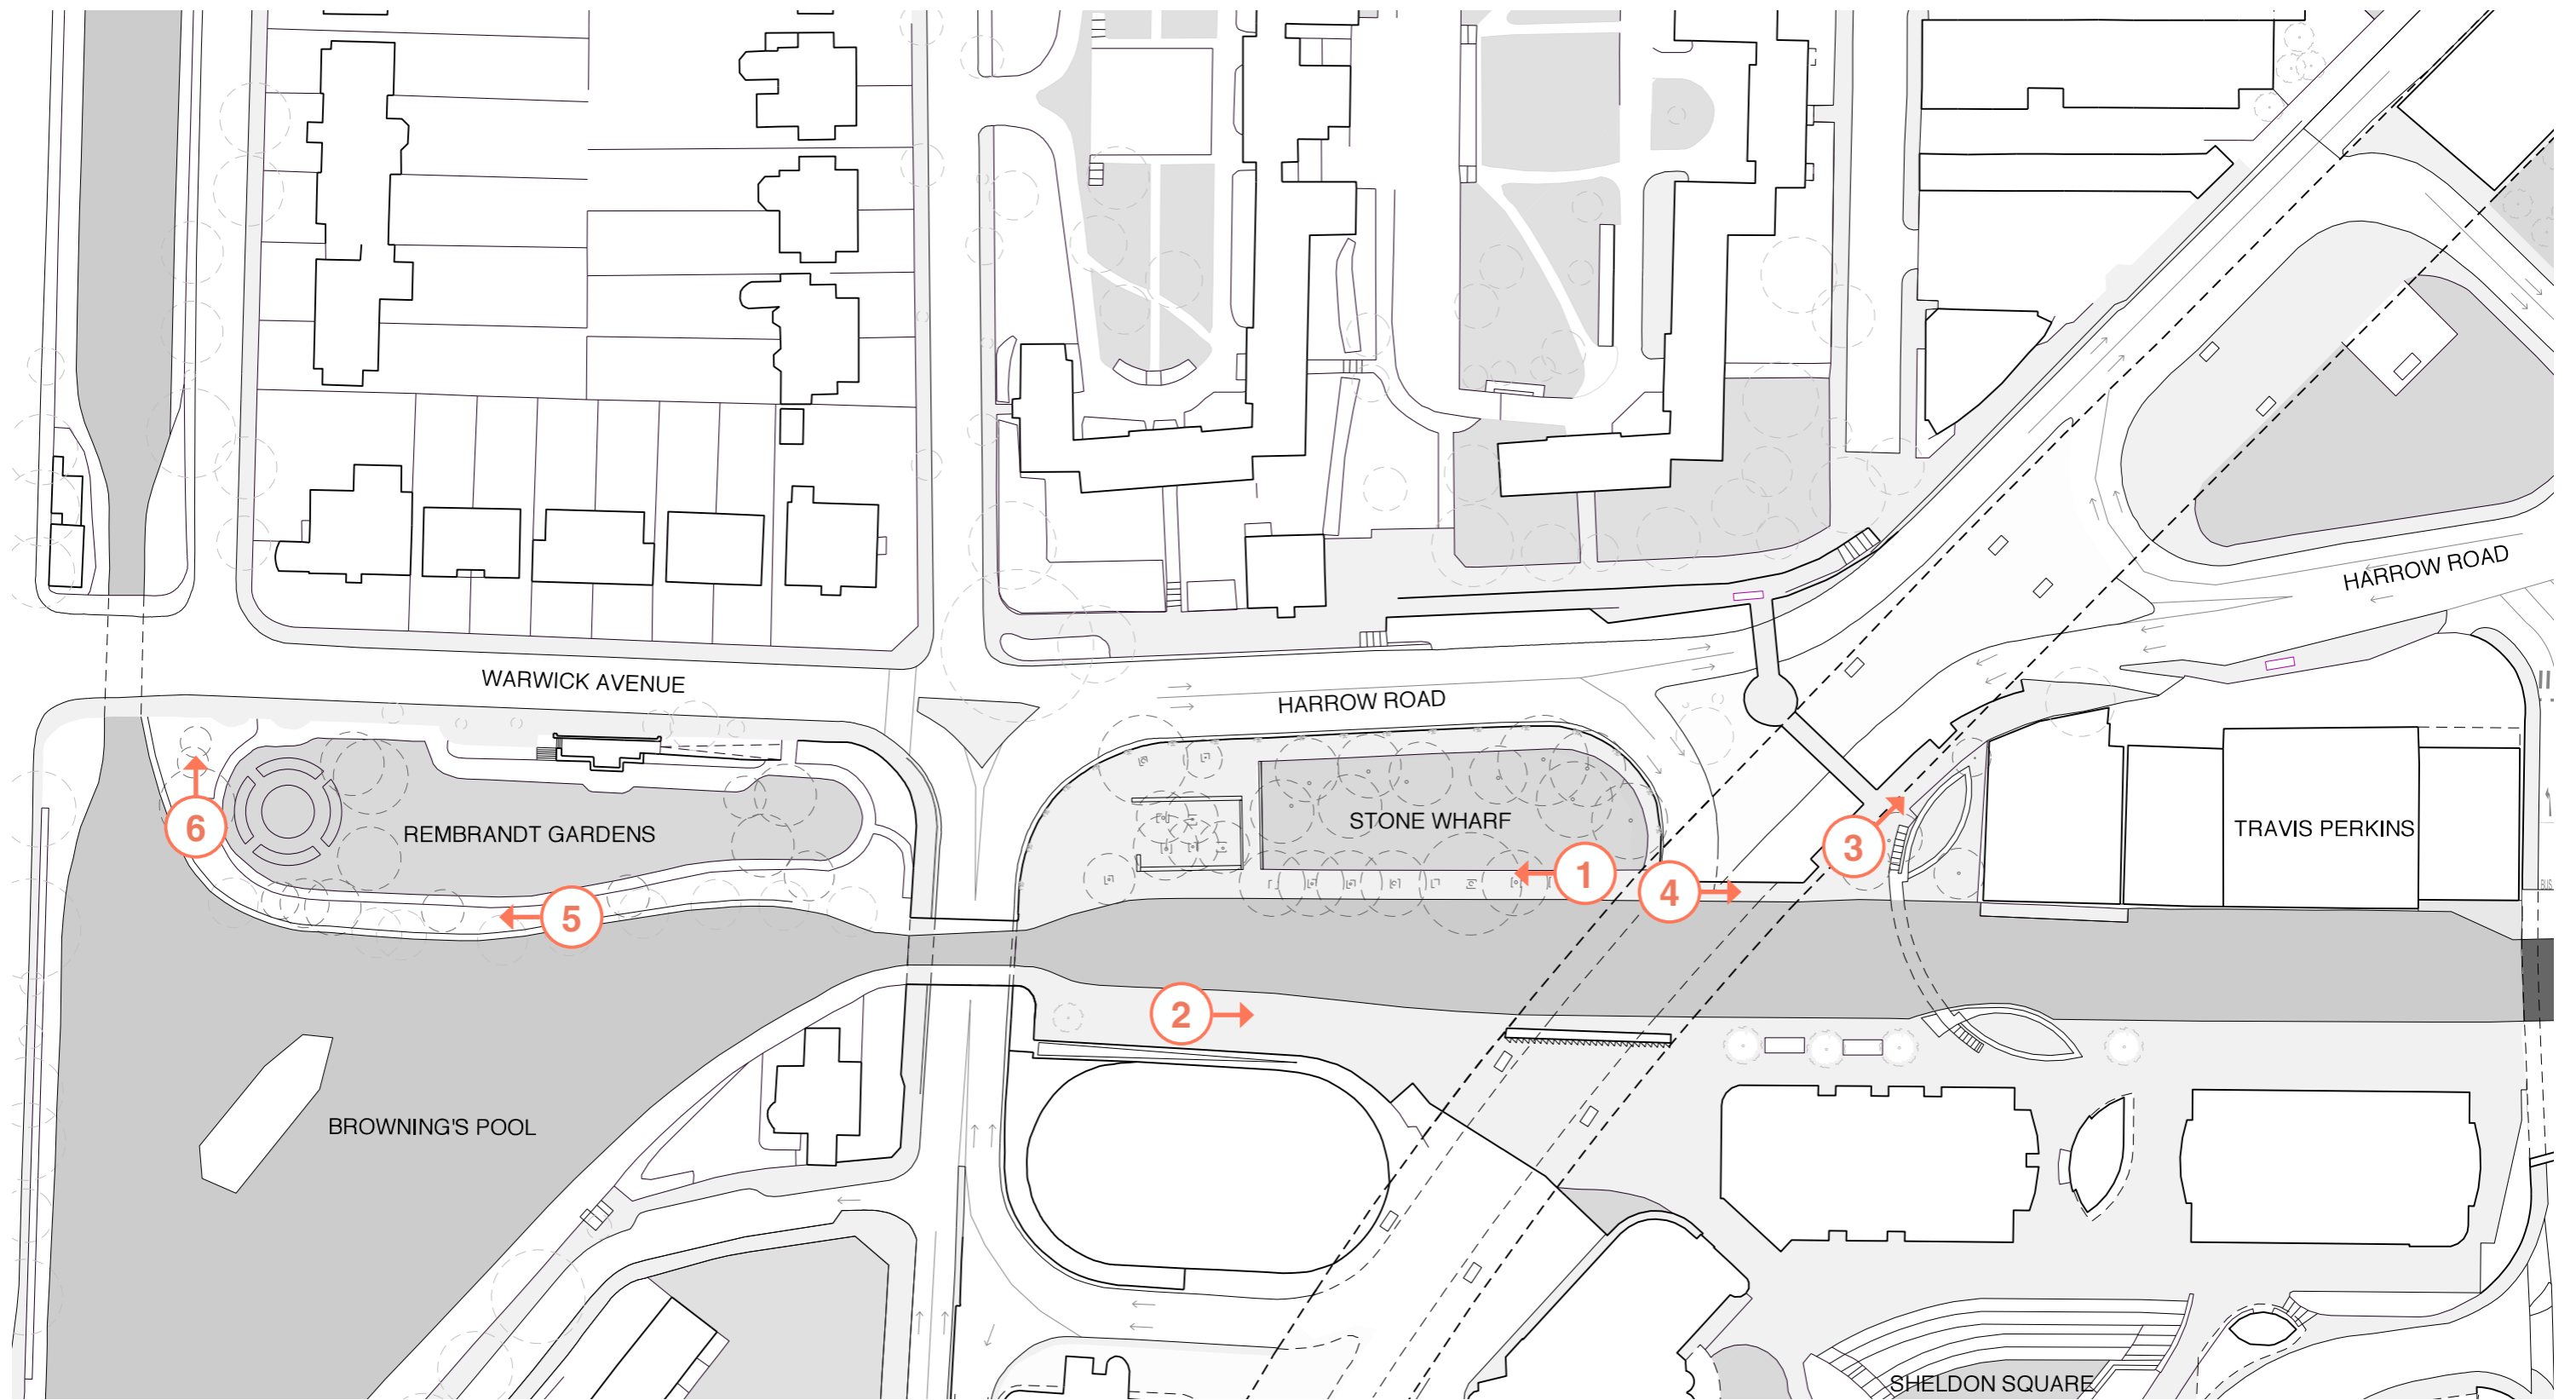 HARROW ROAD
WARWICK AVENUE
HARROW ROAD
STONE WHARF
REMBRANDT GARDENS
TRAVIS PERKINS
6
3
1
4
5
BUS
2
BROWNING'S POOL
SHELDON SQUARE